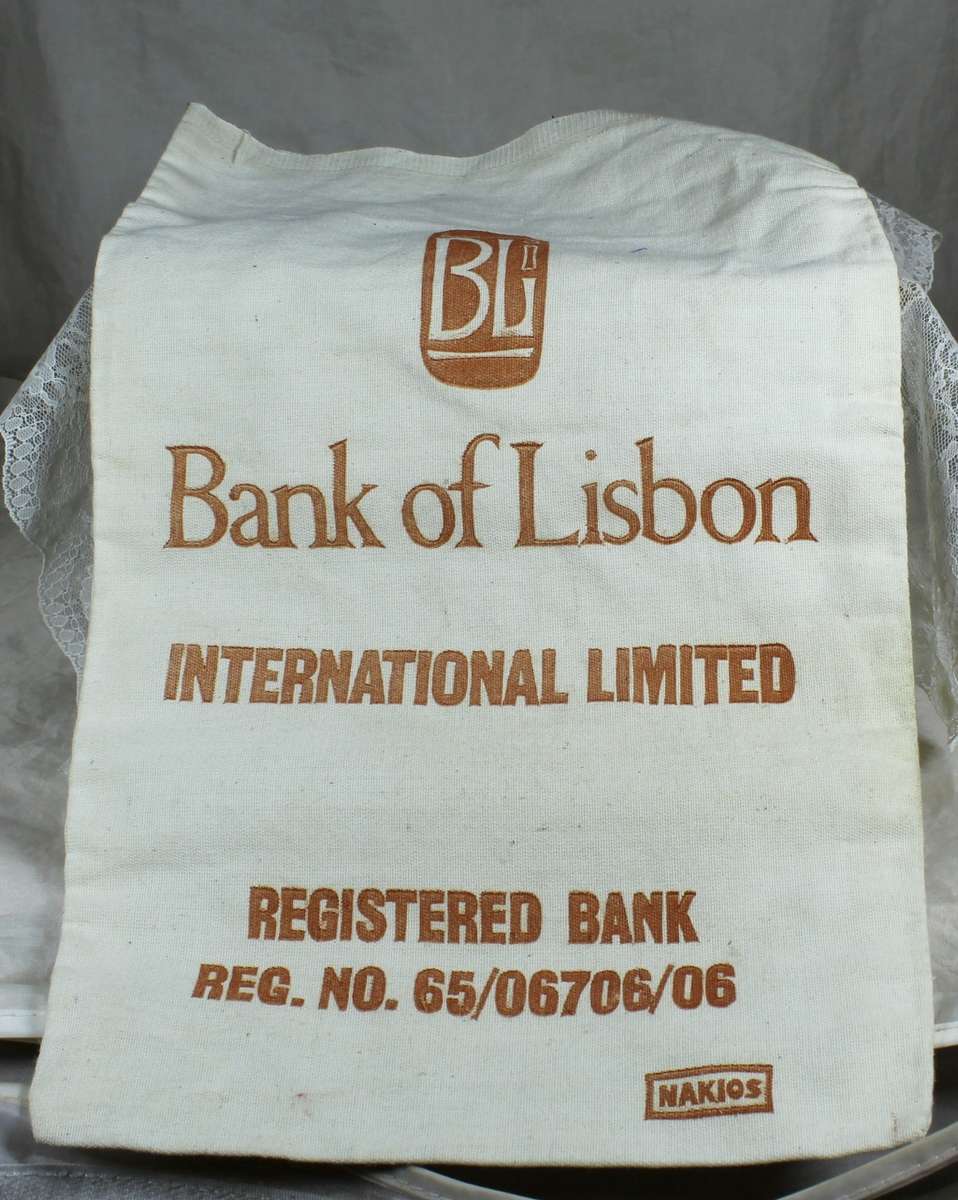 BLi
Bank of Lisbon
INTERNATIONAL LIMITED
REGISTERED BANK
REG. NO. 65/06706/06
NAKIOS